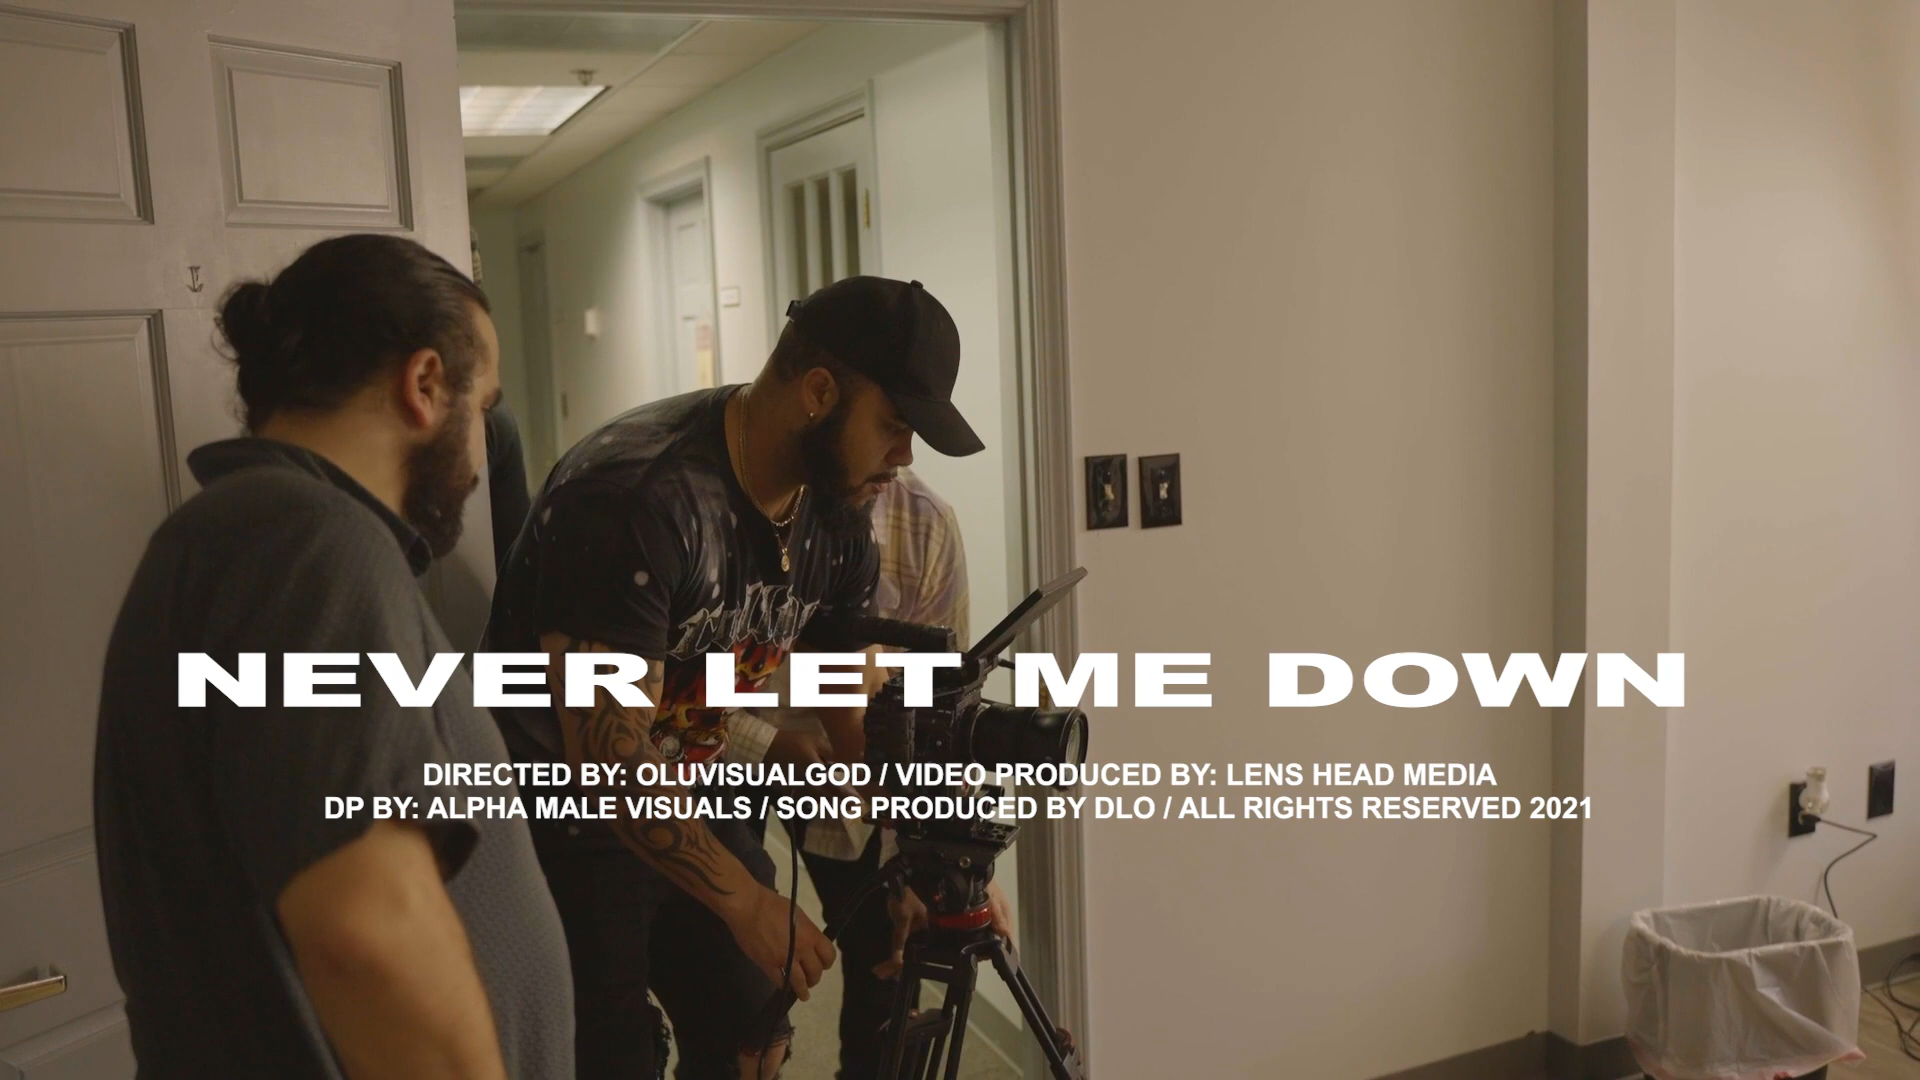 NEVER LET ME DOWN
DIRECTED BY: OLUVISUALGOD / VIDEO PRODUCED BY: LENS HEAD MEDIA
DP BY: ALPHA MALE VISUALS / SONG PRODUCED BY DLO / ALL RIGHTS RESERVED 2021